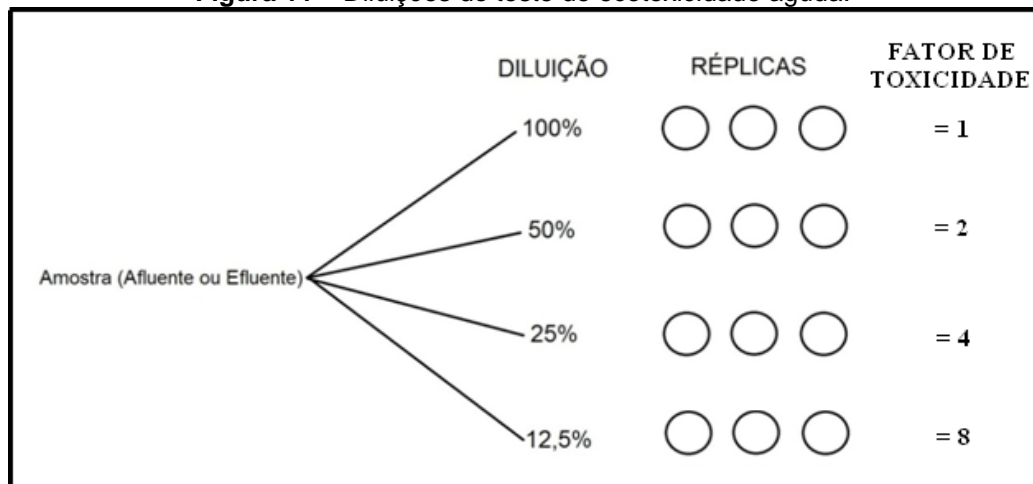 DILUIÇÃO RÉPLICAS FATOR DE TOXICIDADE
100% = 1
50% = 2
Amostra (Afluente ou Efluente)
25% = 4
12,5% = 8